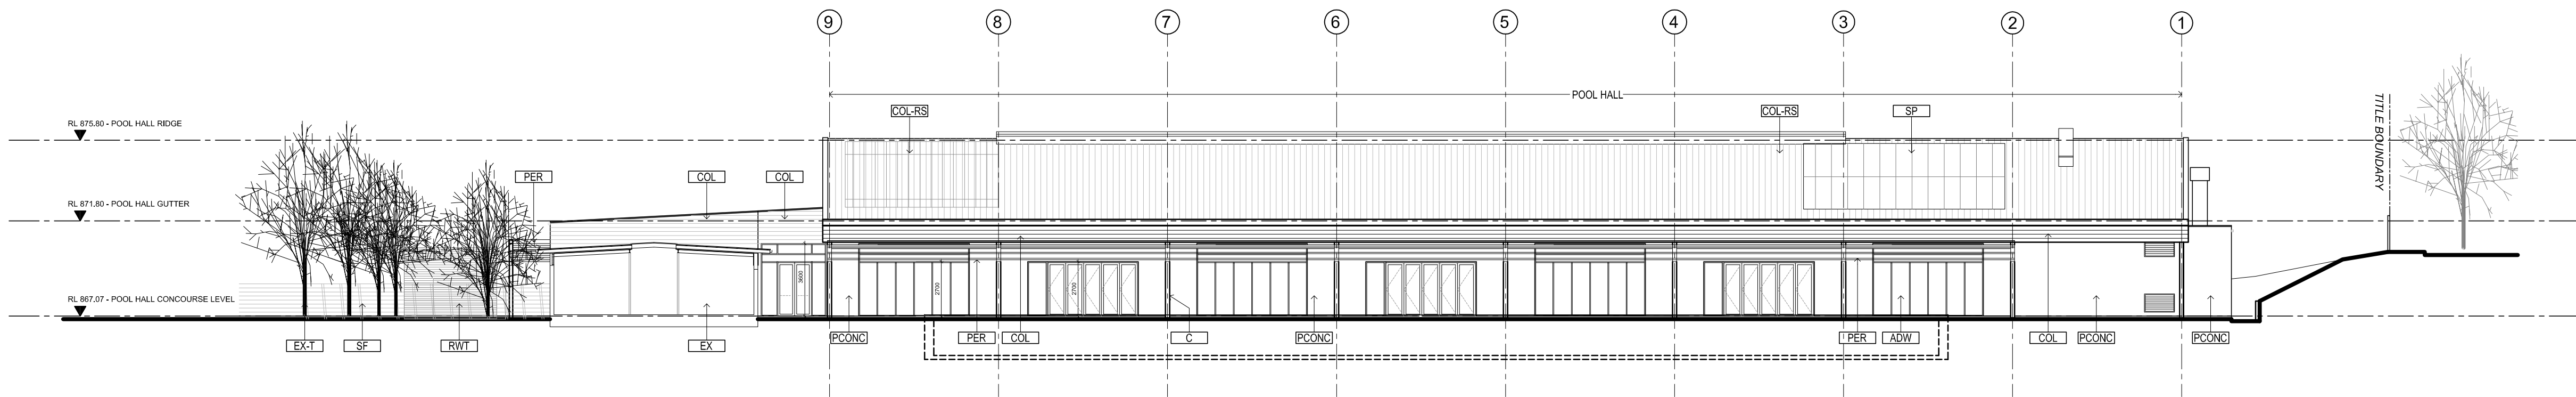 9 8 7 6 5 4 3 2 1
POOL HALL
COL-RS COL-RS SP
TITLE BOUNDARY
RL 875.80 - POOL HALL RIDGE
PER COL COL
RL 871.80 - POOL HALL GUTTER
3600
2700 2700
RL 867.07 - POOL HALL CONCOURSE LEVEL
EX-T SF RWT EX PCONC PER COL C PCONC PER ADW COL PCONC PCONC